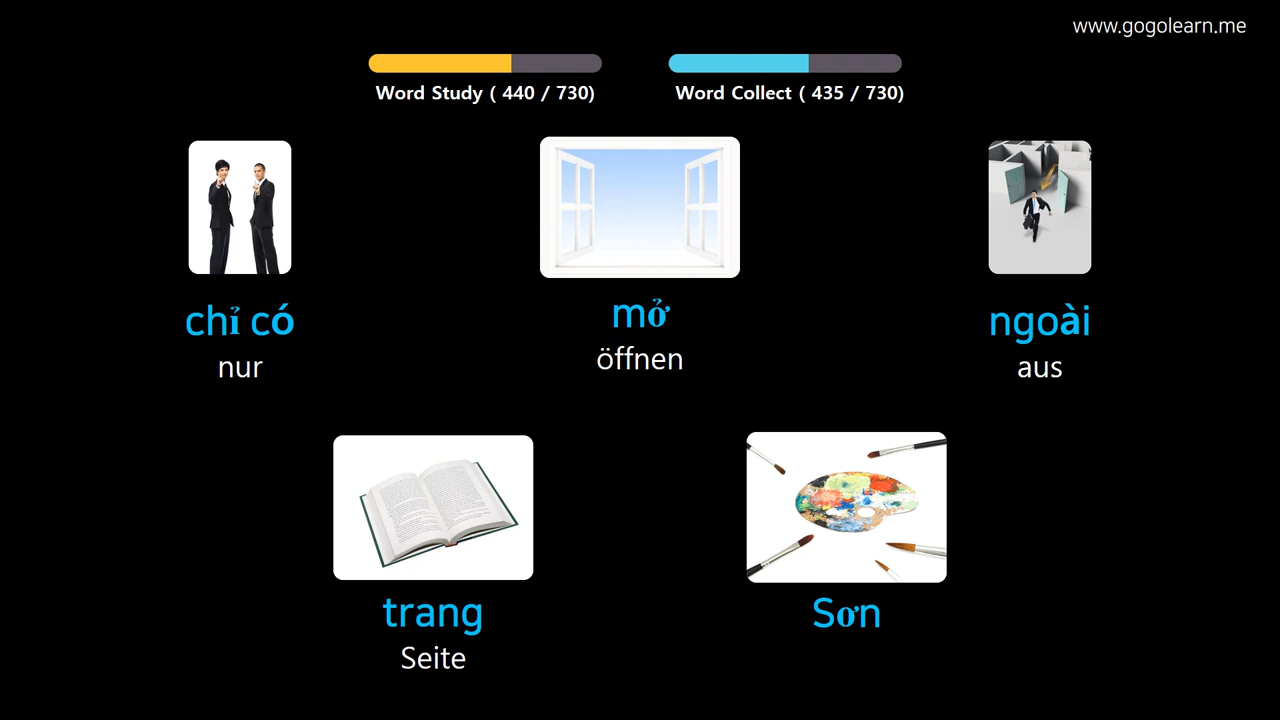 www.gogolearn.me
Word Study ( 440 / 730)
Word Collect ( 435 / 730)
chỉ có
nur
mở
öffnen
ngoài
aus
trang
Seite
Sơn